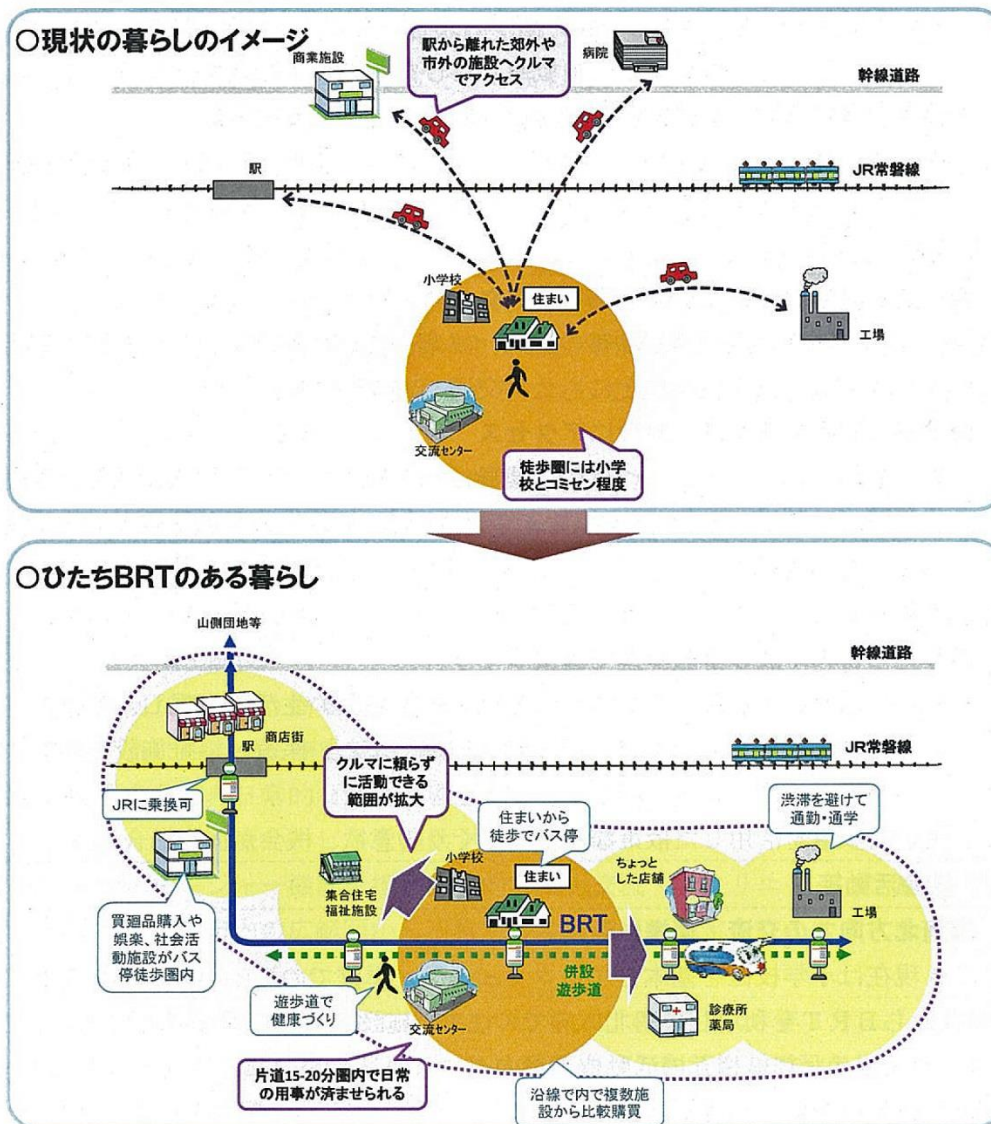 ○現状の暮らしのイメージ
商業施設
駅から離れた郊外や
市外の施設へクルマ
でアクセス
病院
幹線道路
駅
JR常磐線
小学校
住まい
工場
交流センター
徒歩圏には小学
校とコミセン程度
○ひたちBRTのある暮らし
山側団地等
幹線道路
商店街
駅
JR常磐線
JRに乗換可
クルマに頼らず
に活動できる
範囲が拡大
住まいから
徒歩でバス停
渋滞を避けて
通勤・通学
小学校
住まい
ちょっと
した店舗
集合住宅
福祉施設
工場
BRT
買廻品購入や
娯楽、社会活
動施設がバス
停徒歩圏内
併設
遊歩道
遊歩道で
健康づくり
交流センター
診療所
薬局
片道15-20分圏内で日常
の用事が済ませられる
沿線で内で複数施
設から比較購買